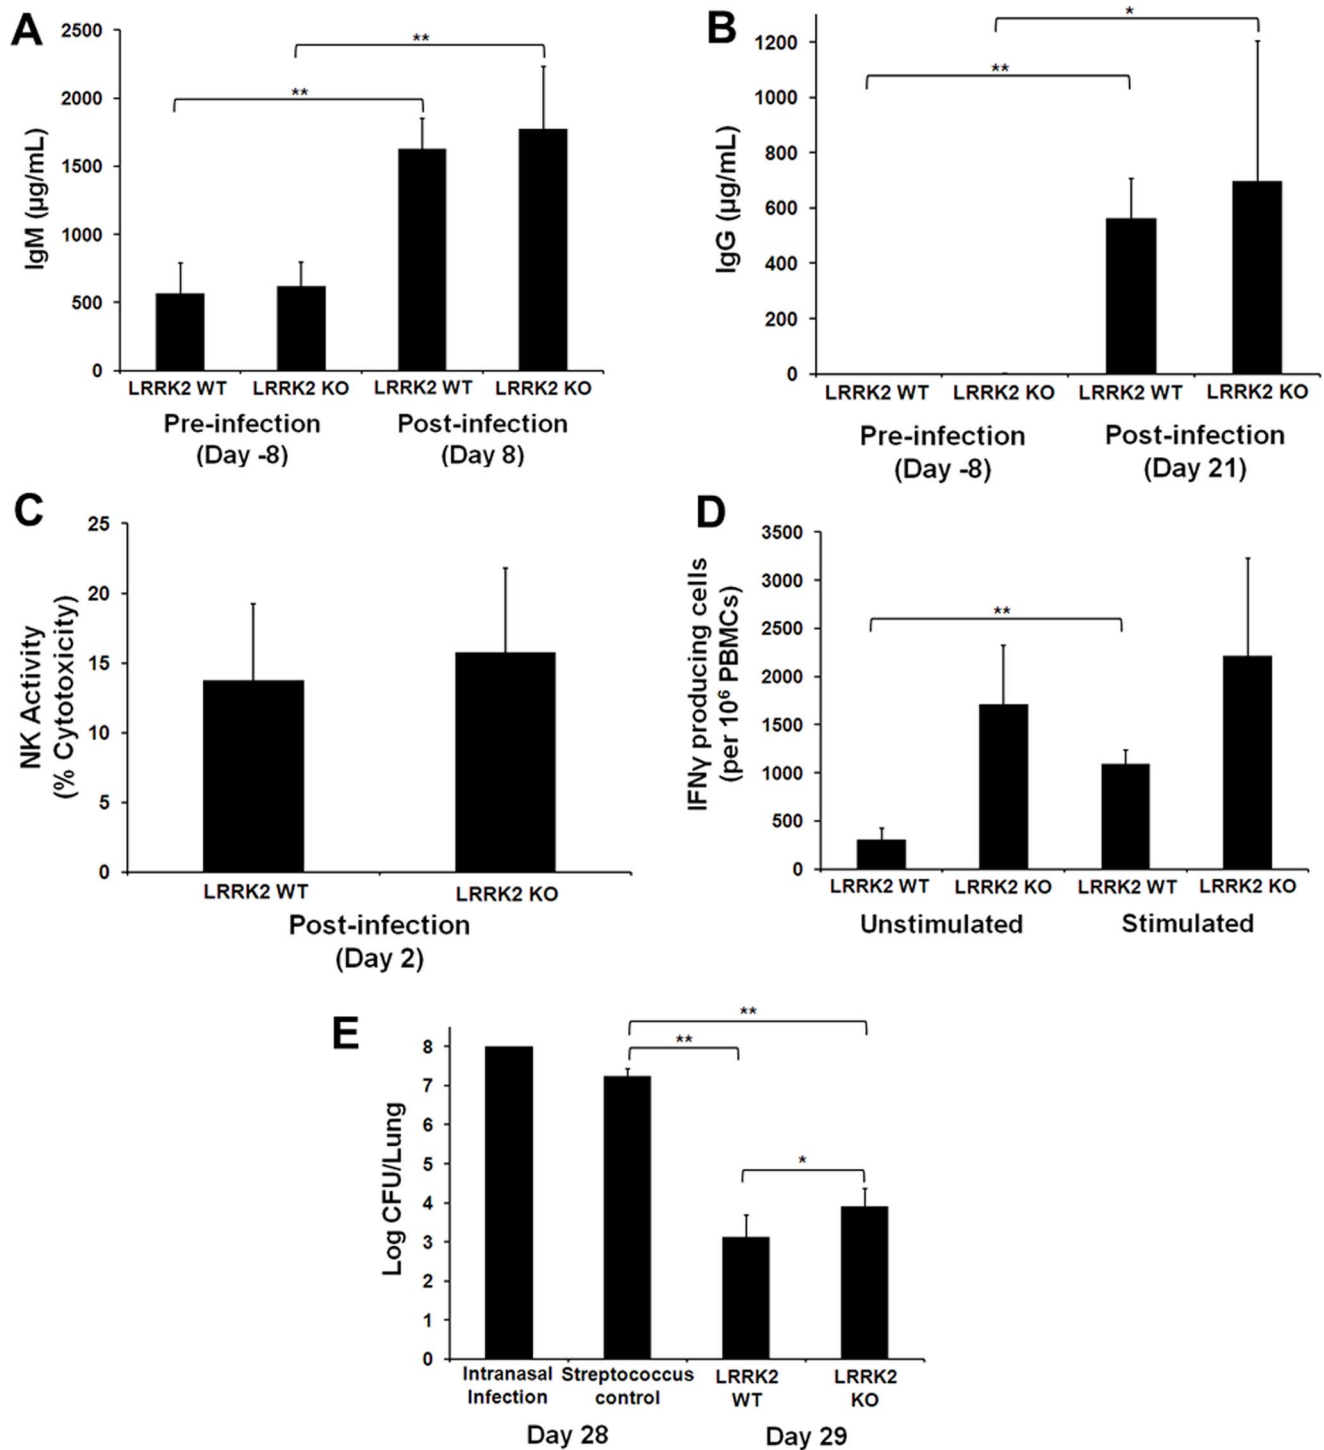 A
2500
2000
1500
1000
500
0
IgM (µg/mL)
**
**
LRRK2 WT LRRK2 KO LRRK2 WT LRRK2 KO
Pre-infection Post-infection
(Day -8) (Day 8)
B
1200
1000
800
600
400
200
0
IgG (µg/mL)
*
**
LRRK2 WT LRRK2 KO LRRK2 WT LRRK2 KO
Pre-infection Post-infection
(Day -8) (Day 21)
C
25
20
15
10
5
0
NK Activity
(% Cytotoxicity)
LRRK2 WT LRRK2 KO
Post-infection
(Day 2)
D
3500
3000
2500
2000
1500
1000
500
0
IFNγ producing cells
(per 10⁶ PBMCs)
**
LRRK2 WT LRRK2 KO LRRK2 WT LRRK2 KO
Unstimulated Stimulated
E
8
7
6
5
4
3
2
1
0
Log CFU/Lung
**
**
*
Intranasal Streptococcus LRRK2 LRRK2
Infection control WT KO
Day 28 Day 29